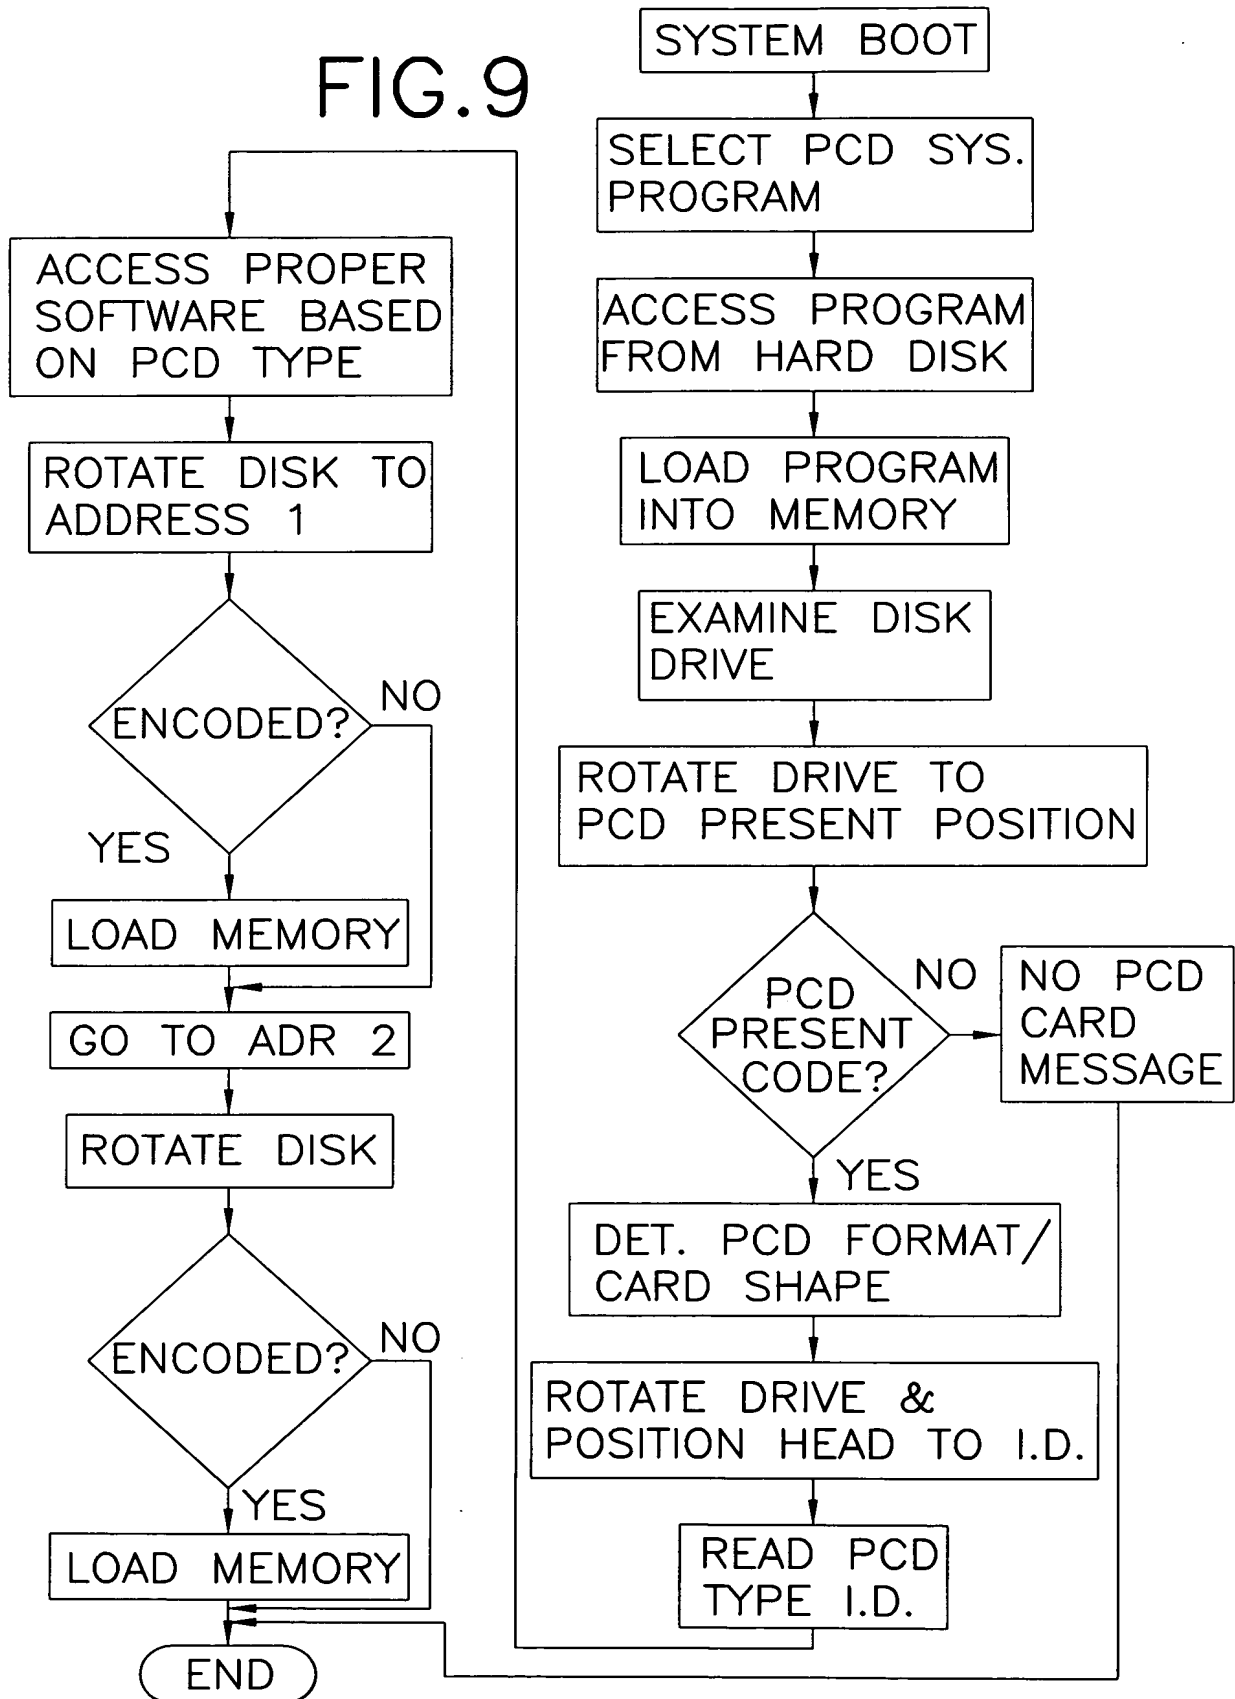 FIG.9
SYSTEM BOOT
SELECT PCD SYS.
PROGRAM
ACCESS PROGRAM
FROM HARD DISK
LOAD PROGRAM
INTO MEMORY
EXAMINE DISK
DRIVE
ROTATE DRIVE TO
PCD PRESENT POSITION
PCD
PRESENT
CODE?
NO
NO PCD
CARD
MESSAGE
YES
DET. PCD FORMAT/
CARD SHAPE
ROTATE DRIVE &
POSITION HEAD TO I.D.
READ PCD
TYPE I.D.
ACCESS PROPER
SOFTWARE BASED
ON PCD TYPE
ROTATE DISK TO
ADDRESS 1
ENCODED?
NO
YES
LOAD MEMORY
GO TO ADR 2
ROTATE DISK
ENCODED?
NO
YES
LOAD MEMORY
END